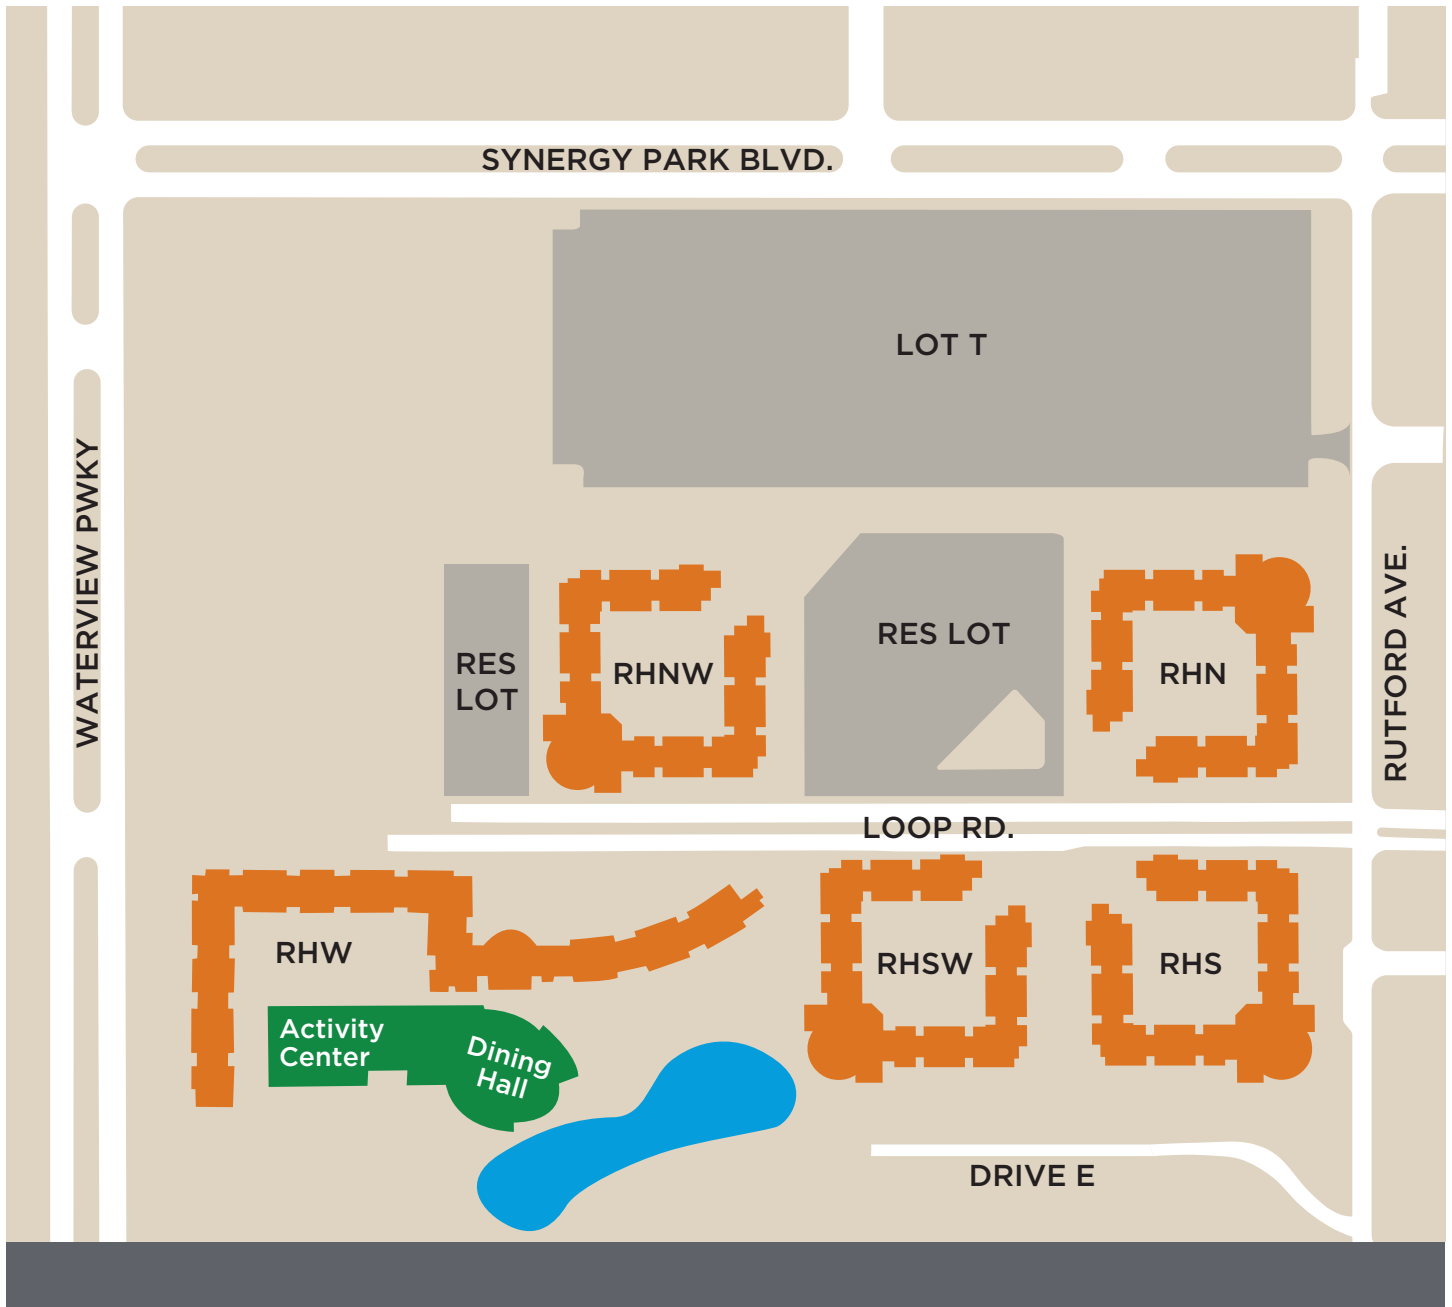 SYNERGY PARK BLVD.
LOT T
WATERVIEW PWKY
RUTFORD AVE.
RES
LOT
RHNW
RES LOT
RHN
LOOP RD.
RHW
RHSW
RHS
Activity
Center
Dining
Hall
DRIVE E